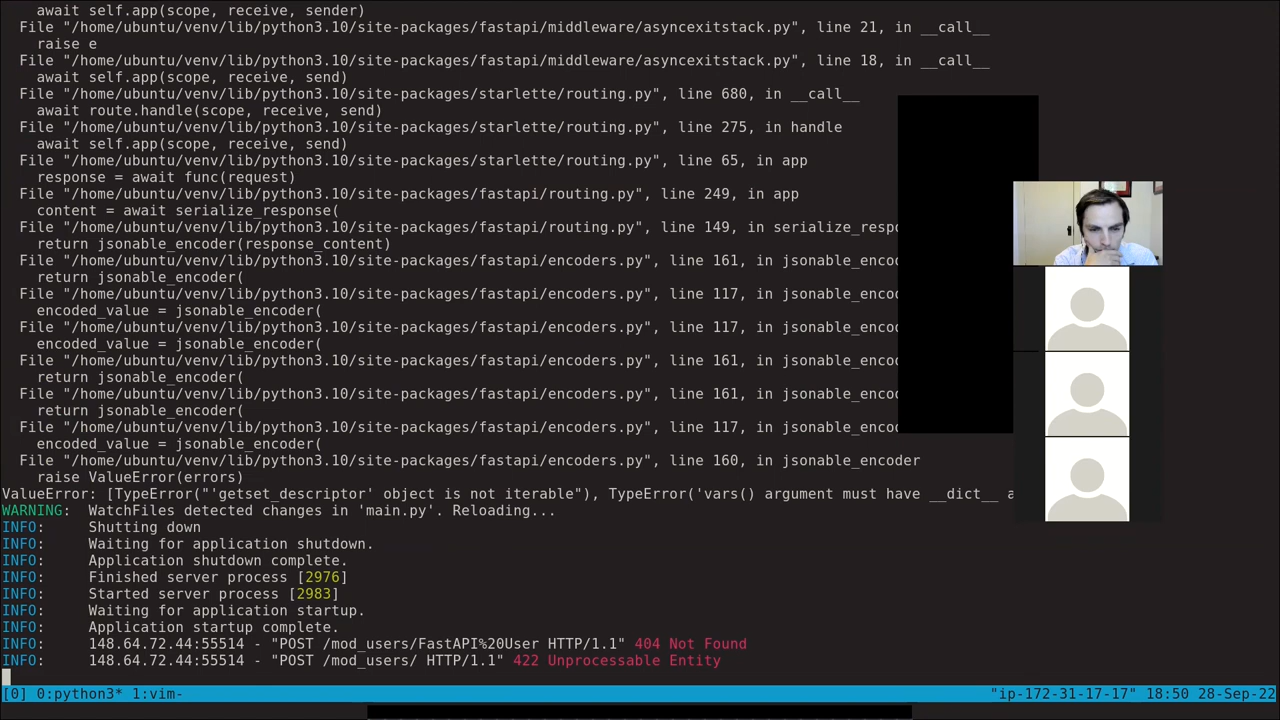 await self.app(scope, receive, sender)
File "/home/ubuntu/venv/lib/python3.10/site-packages/fastapi/middleware/asyncexitstack.py", line 21, in __call__
raise e
File "/home/ubuntu/venv/lib/python3.10/site-packages/fastapi/middleware/asyncexitstack.py", line 18, in __call__
await self.app(scope, receive, send)
File "/home/ubuntu/venv/lib/python3.10/site-packages/starlette/routing.py", line 680, in __call__
await route.handle(scope, receive, send)
File "/home/ubuntu/venv/lib/python3.10/site-packages/starlette/routing.py", line 275, in handle
await self.app(scope, receive, send)
File "/home/ubuntu/venv/lib/python3.10/site-packages/starlette/routing.py", line 65, in app
response = await func(request)
File "/home/ubuntu/venv/lib/python3.10/site-packages/fastapi/routing.py", line 249, in app
content = await serialize_response(
File "/home/ubuntu/venv/lib/python3.10/site-packages/fastapi/routing.py", line 149, in serialize_respo
return jsonable_encoder(response_content)
File "/home/ubuntu/venv/lib/python3.10/site-packages/fastapi/encoders.py", line 161, in jsonable_enco
return jsonable_encoder(
File "/home/ubuntu/venv/lib/python3.10/site-packages/fastapi/encoders.py", line 117, in jsonable_encod
encoded_value = jsonable_encoder(
File "/home/ubuntu/venv/lib/python3.10/site-packages/fastapi/encoders.py", line 117, in jsonable_encod
encoded_value = jsonable_encoder(
File "/home/ubuntu/venv/lib/python3.10/site-packages/fastapi/encoders.py", line 161, in jsonable_encod
return jsonable_encoder(
File "/home/ubuntu/venv/lib/python3.10/site-packages/fastapi/encoders.py", line 161, in jsonable_encod
return jsonable_encoder(
File "/home/ubuntu/venv/lib/python3.10/site-packages/fastapi/encoders.py", line 117, in jsonable_encod
encoded_value = jsonable_encoder(
File "/home/ubuntu/venv/lib/python3.10/site-packages/fastapi/encoders.py", line 160, in jsonable_encoder
raise ValueError(errors)
ValueError: [TypeError("'getset_descriptor' object is not iterable"), TypeError('vars() argument must have __dict__ a
WARNING:  WatchFiles detected changes in 'main.py'. Reloading...
INFO:     Shutting down
INFO:     Waiting for application shutdown.
INFO:     Application shutdown complete.
INFO:     Finished server process [2976]
INFO:     Started server process [2983]
INFO:     Waiting for application startup.
INFO:     Application startup complete.
INFO:     148.64.72.44:55514 - "POST /mod_users/FastAPI%20User HTTP/1.1" 404 Not Found
INFO:     148.64.72.44:55514 - "POST /mod_users/ HTTP/1.1" 422 Unprocessable Entity
[0] 0:python3* 1:vim- "ip-172-31-17-17" 18:50 28-Sep-22